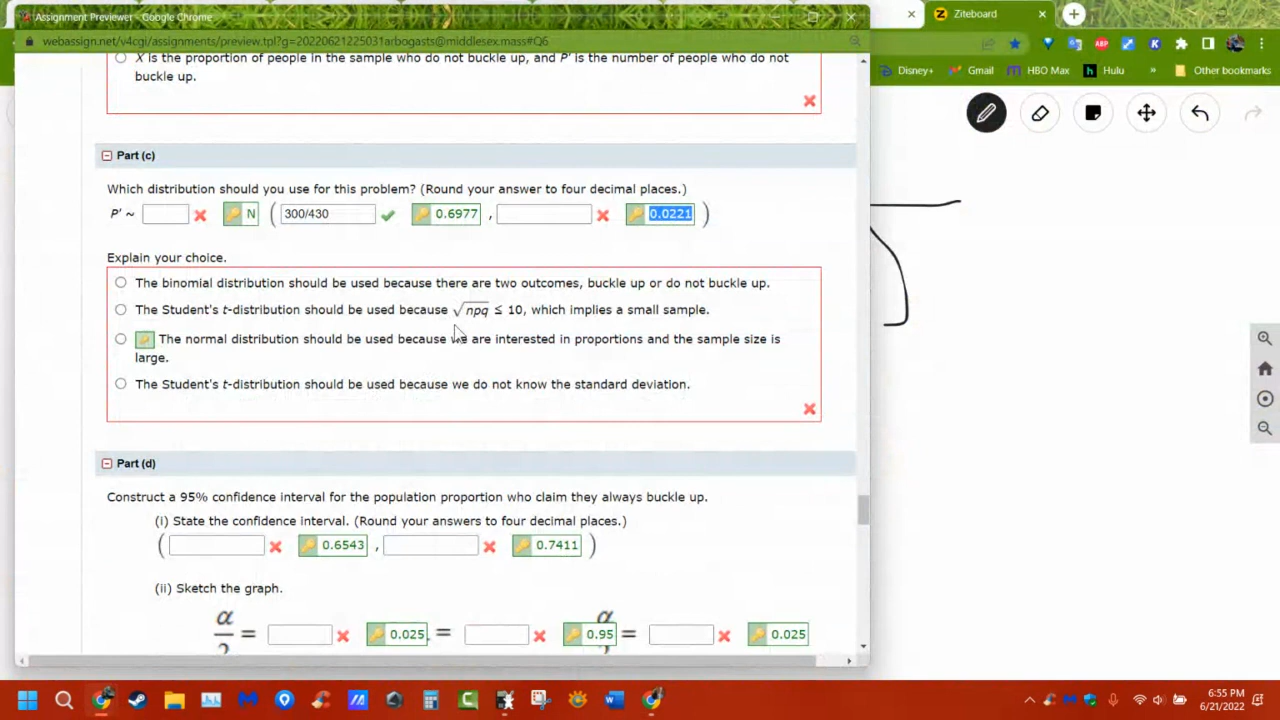 Assignment Previewer - Google Chrome
Ziteboard
webassign.net/v4cgi/assignments/preview.tpl?g=20220621225031arbogasts@middlesex.mass#Q6
Disney+ Gmail HBO Max Hulu » Other bookmarks
X is the proportion of people in the sample who do not buckle up, and P' is the number of people who do not
buckle up.
Part (c)
Which distribution should you use for this problem? (Round your answer to four decimal places.)
P' ~ N ( 300/430 0.6977 , 0.0221 )
Explain your choice.
The binomial distribution should be used because there are two outcomes, buckle up or do not buckle up.
The Student's t-distribution should be used because √npq ≤ 10, which implies a small sample.
The normal distribution should be used because we are interested in proportions and the sample size is
large.
The Student's t-distribution should be used because we do not know the standard deviation.
Part (d)
Construct a 95% confidence interval for the population proportion who claim they always buckle up.
(i) State the confidence interval. (Round your answers to four decimal places.)
( 0.6543 , 0.7411 )
(ii) Sketch the graph.
α/2 = 0.025, = 0.95 α/2 = 0.025
6:55 PM
6/21/2022